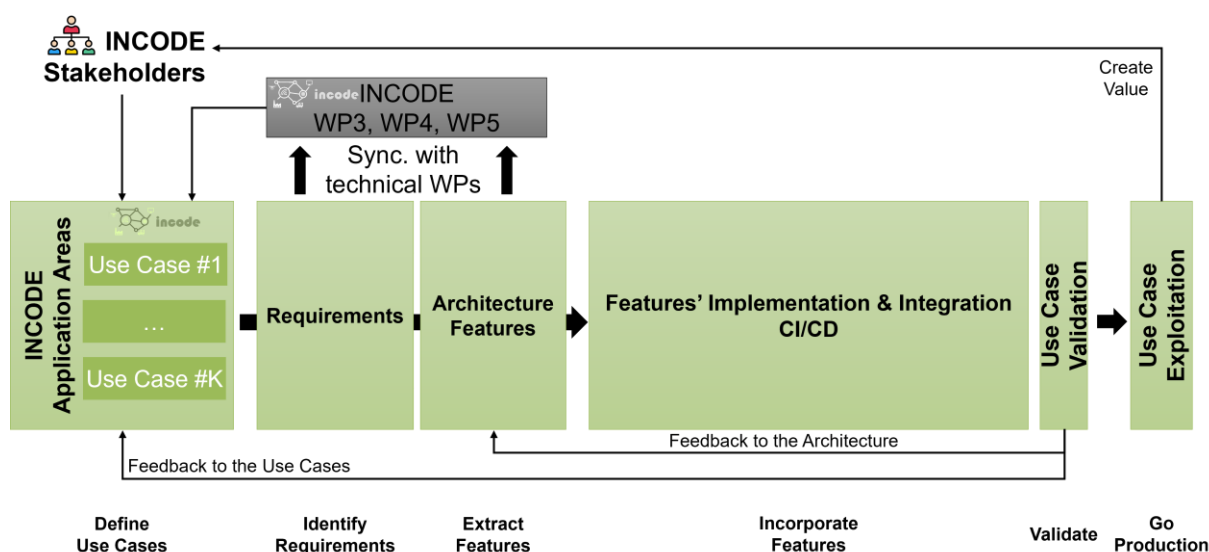 INCODE
Stakeholders
Create
Value
incode INCODE
WP3, WP4, WP5
Sync. with
technical WPs
INCODE
Application Areas
incode
Use Case #1
...
Use Case #K
Requirements
Architecture
Features
Features’ Implementation & Integration
CI/CD
Use Case
Validation
Use Case
Exploitation
Feedback to the Architecture
Feedback to the Use Cases
Define
Use Cases
Identify
Requirements
Extract
Features
Incorporate
Features
Validate
Go
Production